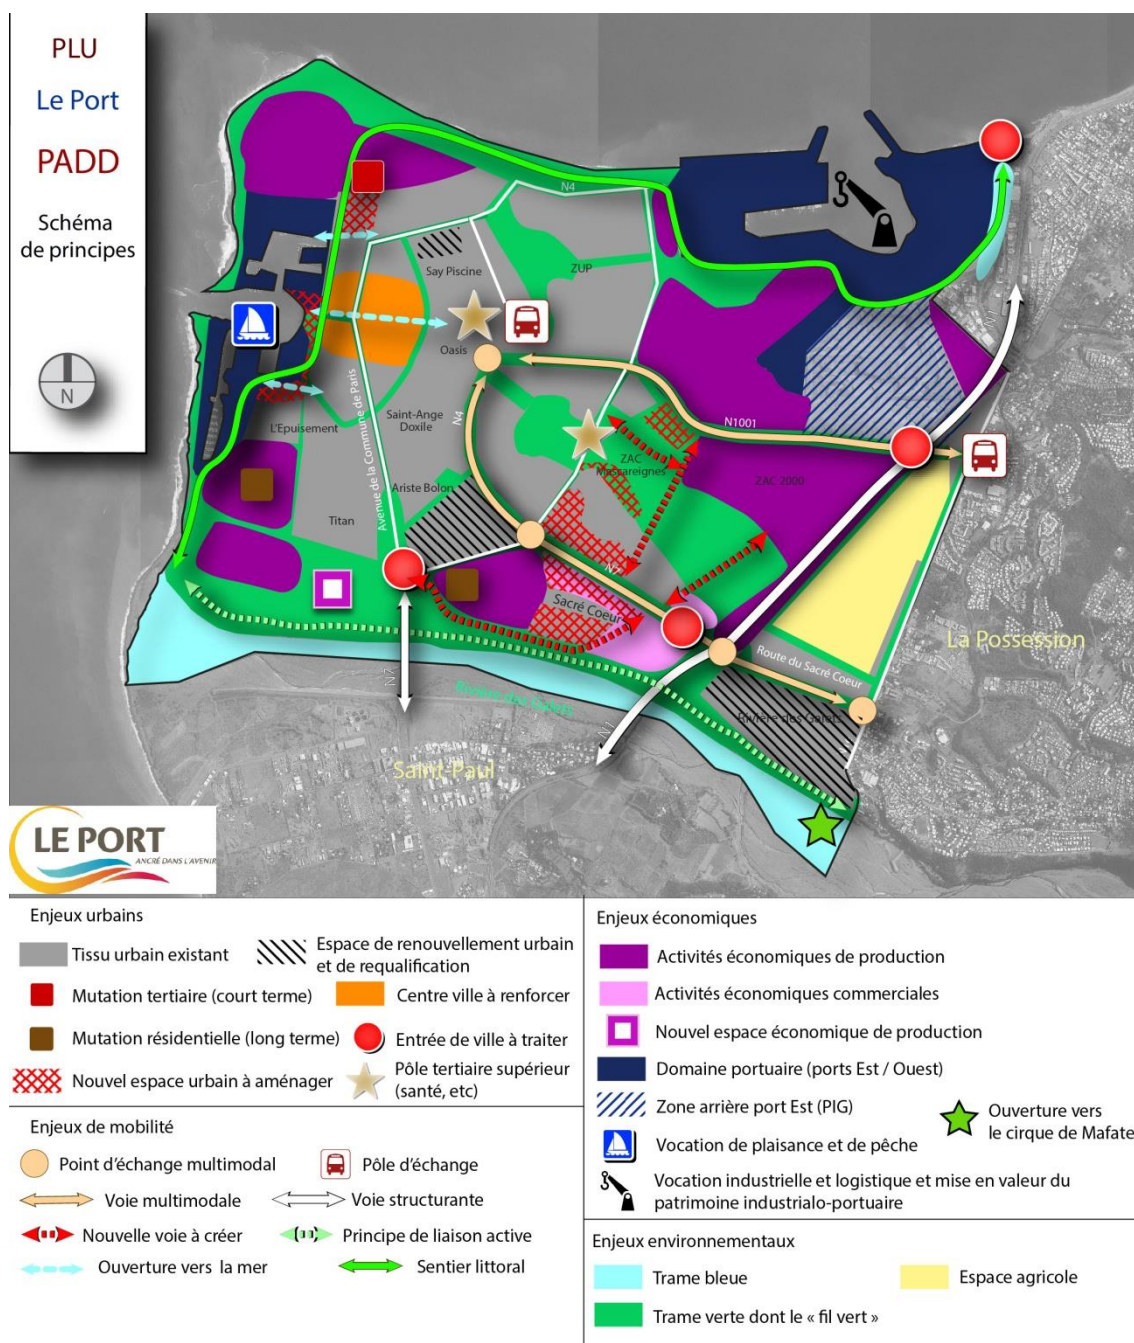 PLU
Le Port
PADD
Schéma
de principes
N
N4
Say Piscine
ZUP
Oasis
L'Epuisement
Saint-Ange
Doxile
Avenue de la Commune de Paris
N4
N1001
N1
ZAC
Mascareignes
ZAC 2000
Ariste Bolon
Titan
N7
Sacré Coeur
La Possession
Route du Sacré Coeur
N7
Rivière des Galets
Rivière des Galets
Saint-Paul
LE PORT
ANCRÉ DANS L'AVENIR
Enjeux urbains
Tissu urbain existant
Espace de renouvellement urbain
et de requalification
Mutation tertiaire (court terme)
Centre ville à renforcer
Mutation résidentielle (long terme)
Entrée de ville à traiter
Nouvel espace urbain à aménager
Pôle tertiaire supérieur
(santé, etc)
Enjeux de mobilité
Point d'échange multimodal
Pôle d'échange
Voie multimodale
Voie structurante
Nouvelle voie à créer
Principe de liaison active
Ouverture vers la mer
Sentier littoral
Enjeux économiques
Activités économiques de production
Activités économiques commerciales
Nouvel espace économique de production
Domaine portuaire (ports Est / Ouest)
Zone arrière port Est (PIG)
Ouverture vers
le cirque de Mafate
Vocation de plaisance et de pêche
Vocation industrielle et logistique et mise en valeur du
patrimoine industrialo-portuaire
Enjeux environnementaux
Trame bleue
Espace agricole
Trame verte dont le « fil vert »